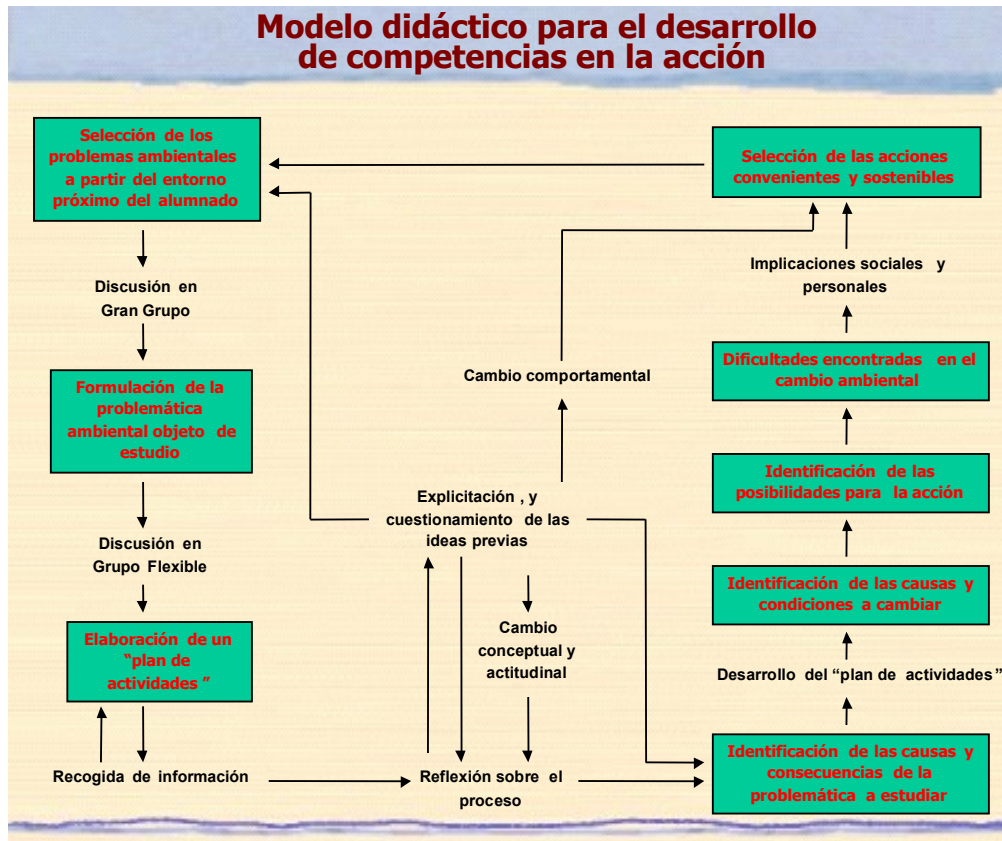 Modelo didáctico para el desarrollo
de competencias en la acción
Selección de los
problemas ambientales
a partir del entorno
próximo del alumnado
Discusión en
Gran Grupo
Formulación de la
problemática
ambiental objeto de
estudio
Discusión en
Grupo Flexible
Elaboración de un
“plan de
actividades ”
Recogida de información
Cambio comportamental
Explicitación , y
cuestionamiento de las
ideas previas
Cambio
conceptual y
actitudinal
Reflexión sobre el
proceso
Selección de las acciones
convenientes y sostenibles
Implicaciones sociales y
personales
Dificultades encontradas en el
cambio ambiental
Identificación de las
posibilidades para la acción
Identificación de las causas y
condiciones a cambiar
Desarrollo del “plan de actividades”
Identificación de las causas y
consecuencias de la
problemática a estudiar